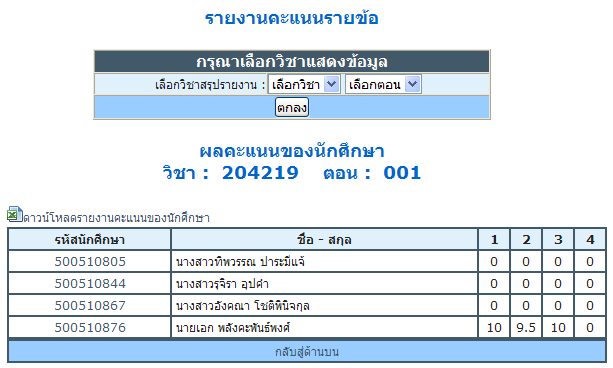 รายงานคะแนนรายข้อ
กรุณาเลือกวิชาแสดงข้อมูล
เลือกวิชาสรุปรายงาน : เลือกวิชา เลือกตอน
ตกลง
ผลคะแนนของนักศึกษา
วิชา : 204219 ตอน : 001
ดาวน์โหลดรายงานคะแนนของนักศึกษา
รหัสนักศึกษา ชื่อ - สกุล 1 2 3 4
500510805 นางสาวทิพวรรณ ปาระมีแจ้ 0 0 0 0
500510844 นางสาวรุจิรา อุปคำ 0 0 0 0
500510867 นางสาวอังคณา โชติพินิจกุล 0 0 0 0
500510876 นายเอก พลังคะพันธ์พงศ์ 10 9.5 10 0
กลับสู่ด้านบน